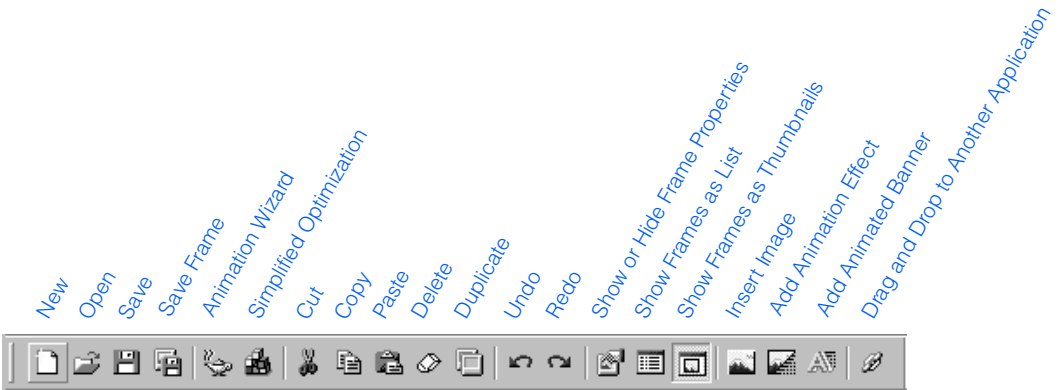 New
Open
Save
Save Frame
Animation Wizard
Simplified Optimization
Cut
Copy
Paste
Delete
Duplicate
Undo
Redo
Show or Hide Frame Properties
Show Frames as List
Show Frames as Thumbnails
Insert Image
Add Animation Effect
Add Animated Banner
Drag and Drop to Another Application